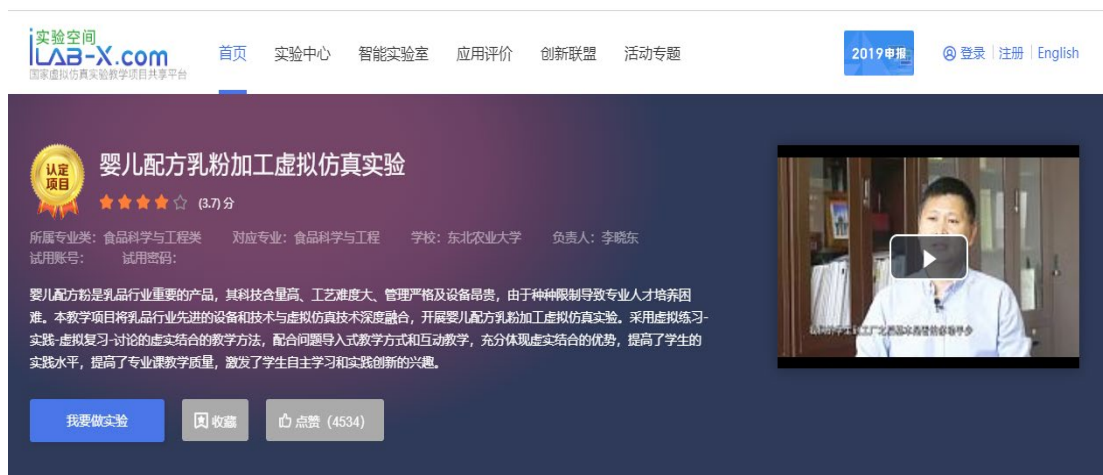 实验空间
iLAB-X.com
国家虚拟仿真实验教学项目共享平台
首页 实验中心 智能实验室 应用评价 创新联盟 活动专题
2019申报
登录 注册 English
认定
项目
婴儿配方乳粉加工虚拟仿真实验
(3.7) 分
所属专业类：食品科学与工程类 对应专业：食品科学与工程 学校：东北农业大学 负责人：李晓东
试用账号： 试用密码：
婴儿配方粉是乳品行业重要的产品，其科技含量高、工艺难度大、管理严格及设备昂贵，由于种种限制导致专业人才培养困
难。本教学项目将乳品行业先进的设备和技术与虚拟仿真技术深度融合，开展婴儿配方乳粉加工虚拟仿真实验。采用虚拟练习-
实践-虚拟复习-讨论的虚实结合的教学方法，配合问题导入式教学方式和互动教学，充分体现虚实结合的优势，提高了学生的
实践水平，提高了专业课教学质量，激发了学生自主学习和实践创新的兴趣。
我要做实验 收藏 点赞（4534）